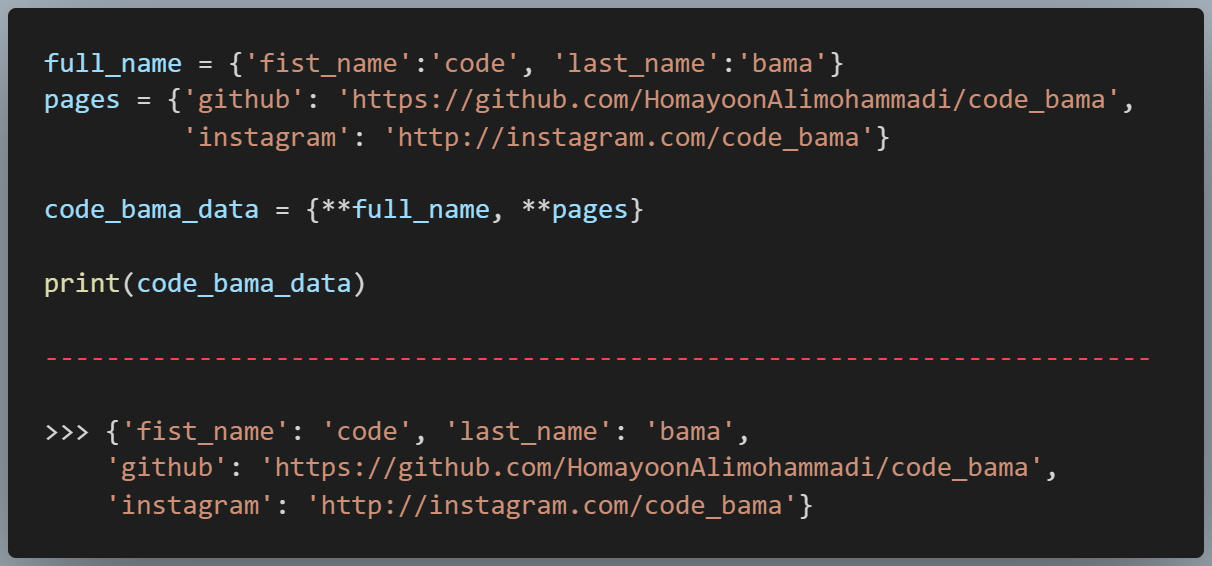 full_name = {'fist_name':'code', 'last_name':'bama'}
pages = {'github': 'https://github.com/HomayoonAlimohammadi/code_bama',
'instagram': 'http://instagram.com/code_bama'}
code_bama_data = {**full_name, **pages}
print(code_bama_data)
------------------------------------------------------------------------
>>> {'fist_name': 'code', 'last_name': 'bama',
'github': 'https://github.com/HomayoonAlimohammadi/code_bama',
'instagram': 'http://instagram.com/code_bama'}